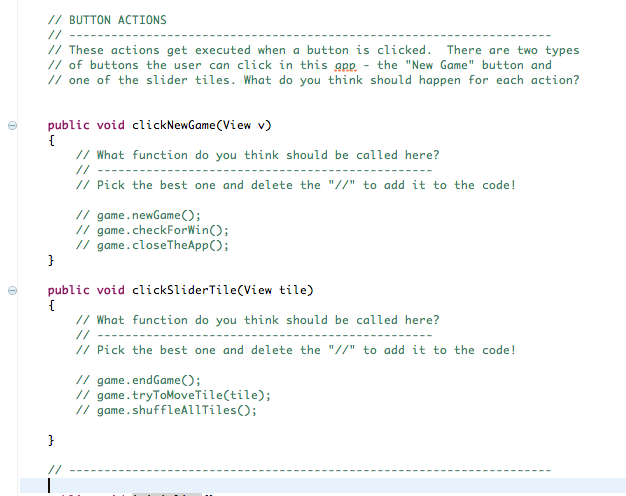 // BUTTON ACTIONS
// ---------------------------------------------------------------------
// These actions get executed when a button is clicked.  There are two types
// of buttons the user can click in this app - the "New Game" button and
// one of the slider tiles. What do you think should happen for each action?
public void clickNewGame(View v)
{
// What function do you think should be called here?
// ------------------------------------------------
// Pick the best one and delete the "//" to add it to the code!
// game.newGame();
// game.checkForWin();
// game.closeTheApp();
}
public void clickSliderTile(View tile)
{
// What function do you think should be called here?
// ------------------------------------------------
// Pick the best one and delete the "//" to add it to the code!
// game.endGame();
// game.tryToMoveTile(tile);
// game.shuffleAllTiles();
}
// ---------------------------------------------------------------------